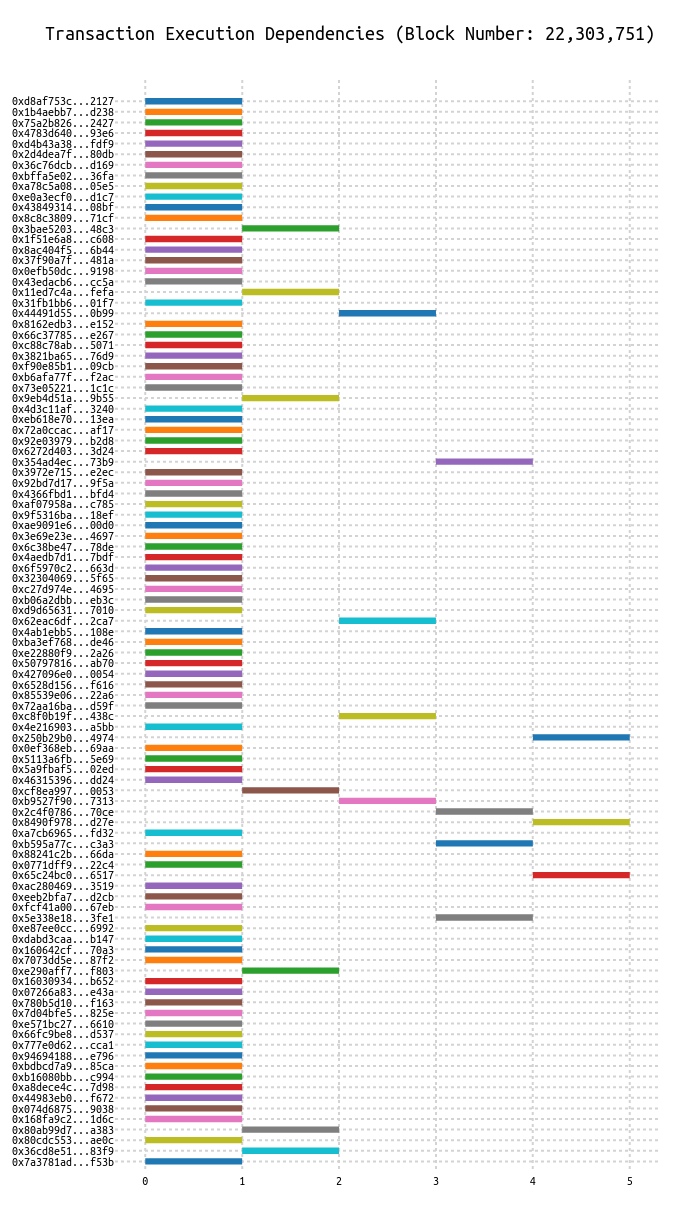 Transaction Execution Dependencies (Block Number: 22,303,751)
0xd8af753c...2127
0x1b4aebb7...d238
0x75a2b826...2427
0x4783d640...93e6
0xd4b43a38...fdf9
0x2d4dea7f...80db
0x36c76dcb...d169
0xbffa5e02...36fa
0xa78c5a08...05e5
0xe0a3ecf0...d1c7
0x43849314...08bf
0x8c8c3809...71cf
0x3bae5203...48c3
0x1f51e6a8...c608
0x8ac404f5...6b44
0x37f90a7f...481a
0x0efb50dc...9198
0x43edacb6...cc5a
0x11ed7c4a...fefa
0x31fb1bb6...01f7
0x44491d55...0b99
0x8162edb3...e152
0x66c37785...e267
0xc88c78ab...5071
0x3821ba65...76d9
0xf90e85b1...09cb
0xb6afa77f...f2ac
0x73e05221...1c1c
0x9eb4d51a...9b55
0x4d3c11af...3240
0xeb618e70...13ea
0x72a0ccac...af17
0x92e03979...b2d8
0x6272d403...3d24
0x354ad4ec...73b9
0x3972e715...e2ec
0x92bd7d17...9f5a
0x4366fbd1...bfd4
0xaf07958a...c785
0x9f5316ba...18ef
0xae9091e6...00d0
0x3e69e23e...4697
0x6c38be47...78de
0x4aedb7d1...7bdf
0x6f5970c2...663d
0x32304069...5f65
0xc27d974e...4695
0xb06a2dbb...eb3c
0xd9d65631...7010
0x62eac6df...2ca7
0x4ab1ebb5...108e
0xba3ef768...de46
0xe22880f9...2a26
0x50797816...ab70
0x427096e0...0054
0x6528d156...f616
0x85539e06...22a6
0x72aa16ba...d59f
0xc8f0b19f...438c
0x4e216903...a5bb
0x250b29b0...4974
0x0ef368eb...69aa
0x5113a6fb...5e69
0x5a9fbaf5...02ed
0x46315396...dd24
0xcf8ea997...0053
0xb9527f90...7313
0x2c4f0786...70ce
0x8490f978...d27e
0xa7cb6965...fd32
0xb595a77c...c3a3
0x88241c2b...66da
0x0771dff9...22c4
0x65c24bc0...6517
0xac280469...3519
0xeeb2bfa7...d2cb
0xfcf41a00...67eb
0x5e338e18...3fe1
0xe87ee0cc...6992
0xdabd3caa...b147
0x160642cf...70a3
0x7073dd5e...87f2
0xe290aff7...f803
0x16030934...b652
0x07266a83...e43a
0x780b5d10...f163
0x7d04bfe5...825e
0xe571bc27...6610
0x66fc9be8...d537
0x777e0d62...cca1
0x94694188...e796
0xbdbcd7a9...85ca
0xb16080bb...c994
0xa8dece4c...7d98
0x44983eb0...f672
0x074d6875...9038
0x168fa9c2...1d6c
0x80ab99d7...a383
0x80cdc553...ae0c
0x36cd8e51...83f9
0x7a3781ad...f53b
0 1 2 3 4 5